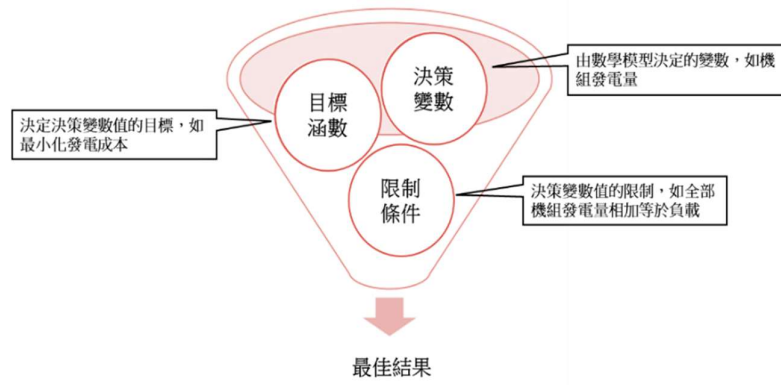 決策
變數
由數學模型決定的變數，如機
組發電量
目標
涵數
決定決策變數值的目標，如
最小化發電成本
限制
條件
決策變數值的限制，如全部
機組發電量相加等於負載
最佳結果